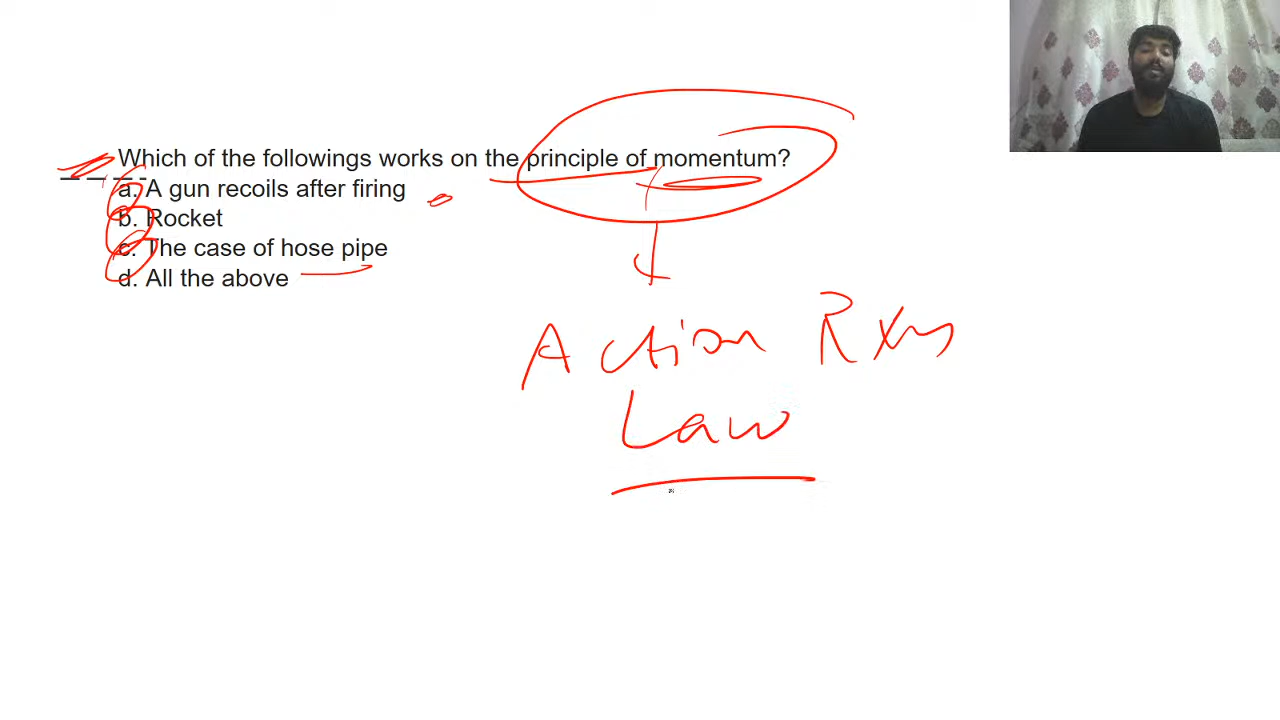 Which of the followings works on the principle of momentum?
a. A gun recoils after firing
b. Rocket
c. The case of hose pipe
d. All the above
Action Rxn
Law